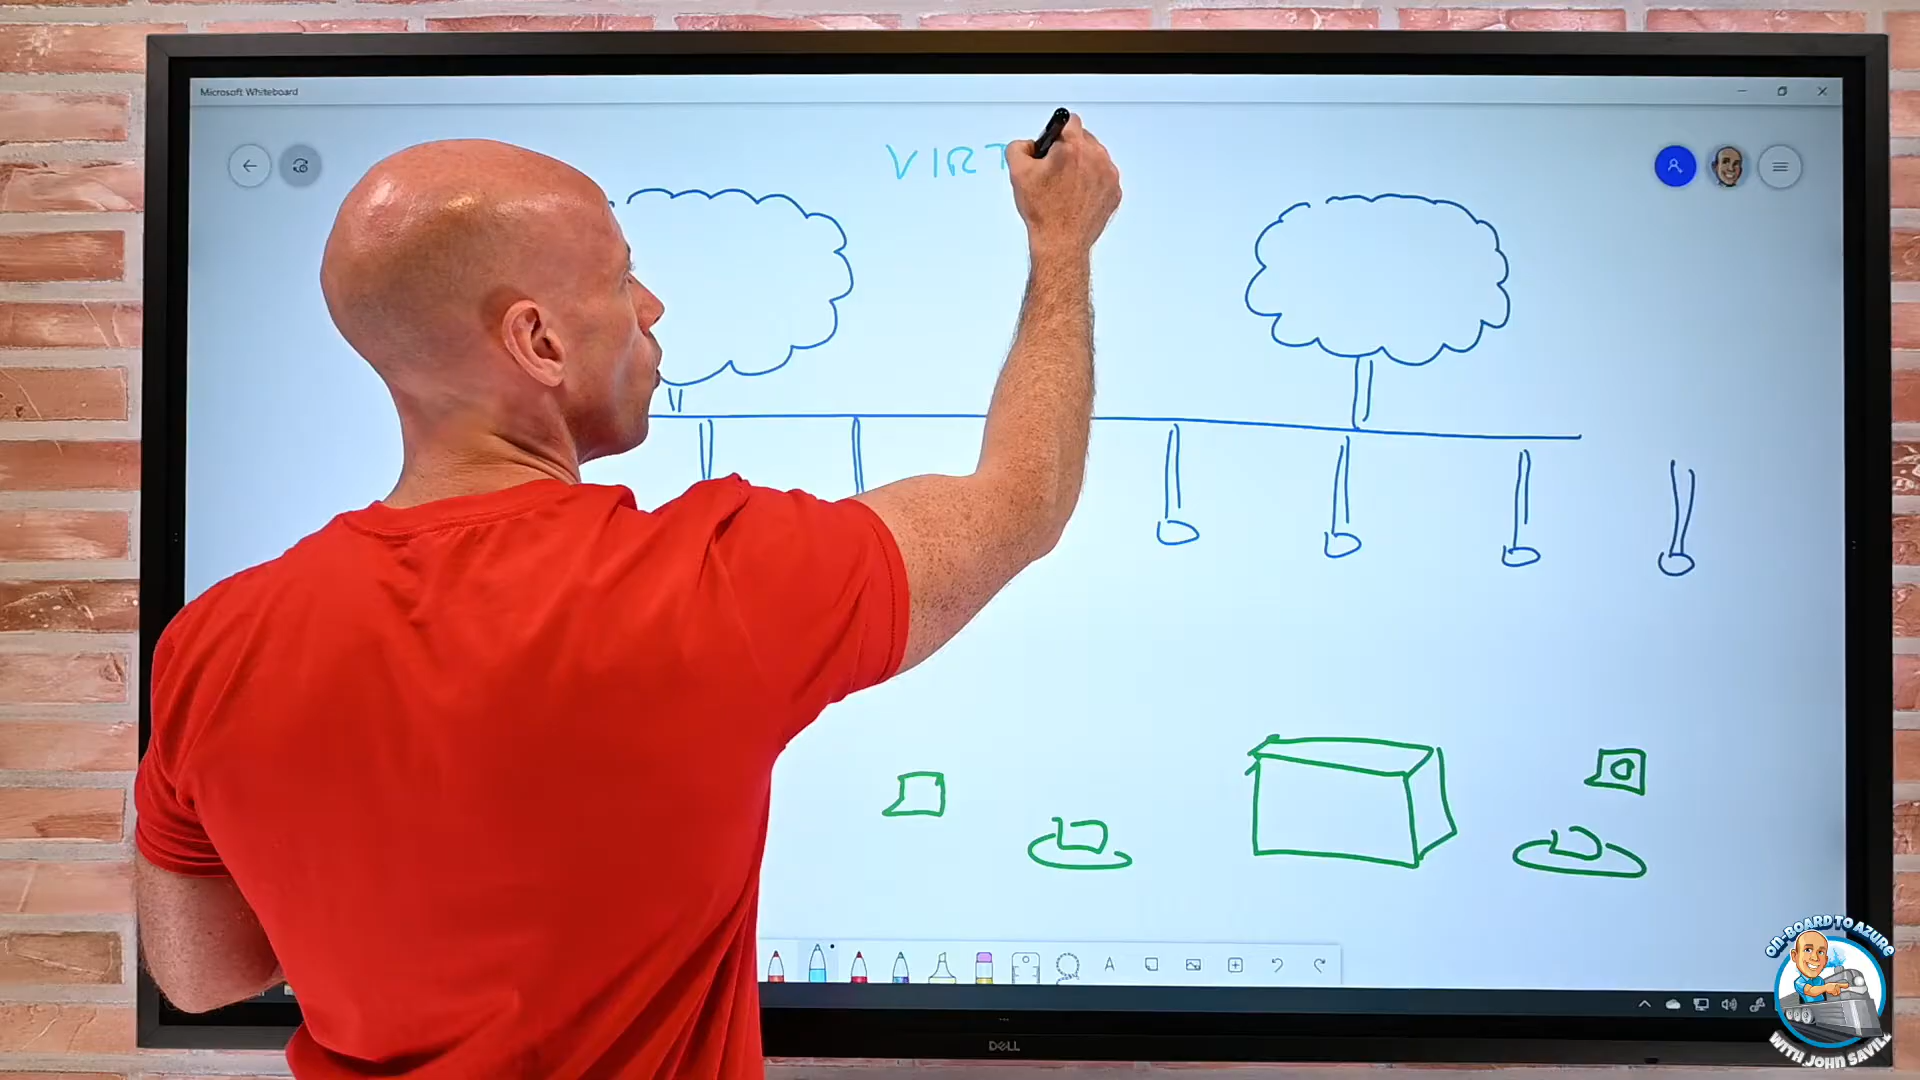 Microsoft Whiteboard
VIRT
A
DELL
ON-BOARD TO AZURE
WITH JOHN SAVILL